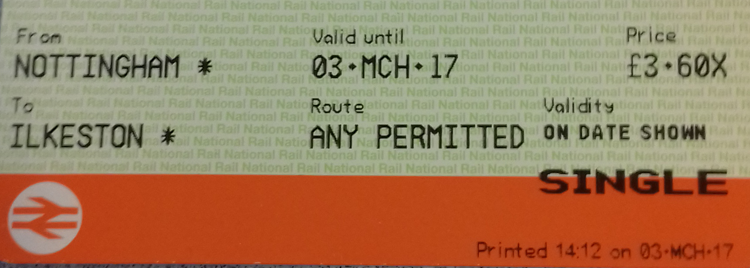 From Valid until Price
NOTTINGHAM * 03·MCH·17 £3·60X
To Route Validity
ILKESTON * ANY PERMITTED ON DATE SHOWN
SINGLE
Printed 14:12 on 03·MCH·17